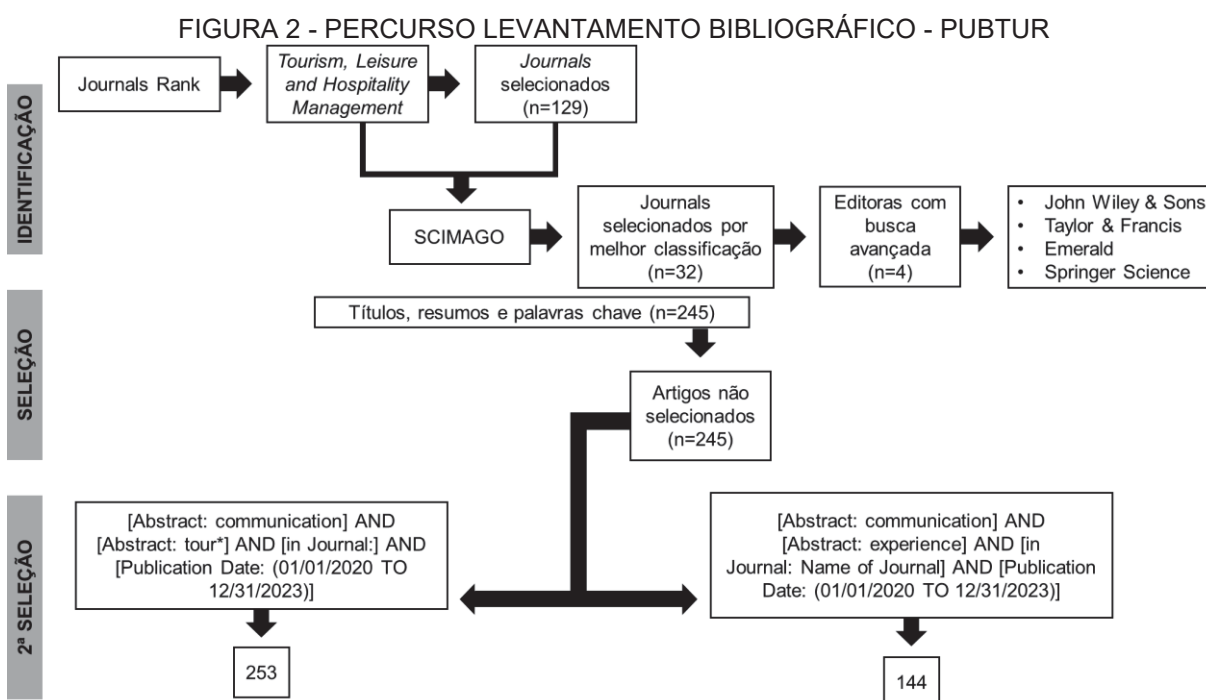 FIGURA 2 - PERCURSO LEVANTAMENTO BIBLIOGRÁFICO - PUBTUR
IDENTIFICAÇÃO
Journals Rank
Tourism, Leisure
and Hospitality
Management
Journals
selecionados
(n=129)
SCIMAGO
Journals
selecionados por
melhor classificação
(n=32)
Editoras com
busca
avançada
(n=4)
• John Wiley & Sons
• Taylor & Francis
• Emerald
• Springer Science
SELEÇÃO
Títulos, resumos e palavras chave (n=245)
Artigos não
selecionados
(n=245)
2ª SELEÇÃO
[Abstract: communication] AND
[Abstract: tour*] AND [in Journal:] AND
[Publication Date: (01/01/2020 TO
12/31/2023)]
253
[Abstract: communication] AND
[Abstract: experience] AND [in
Journal: Name of Journal] AND [Publication
Date: (01/01/2020 TO 12/31/2023)]
144